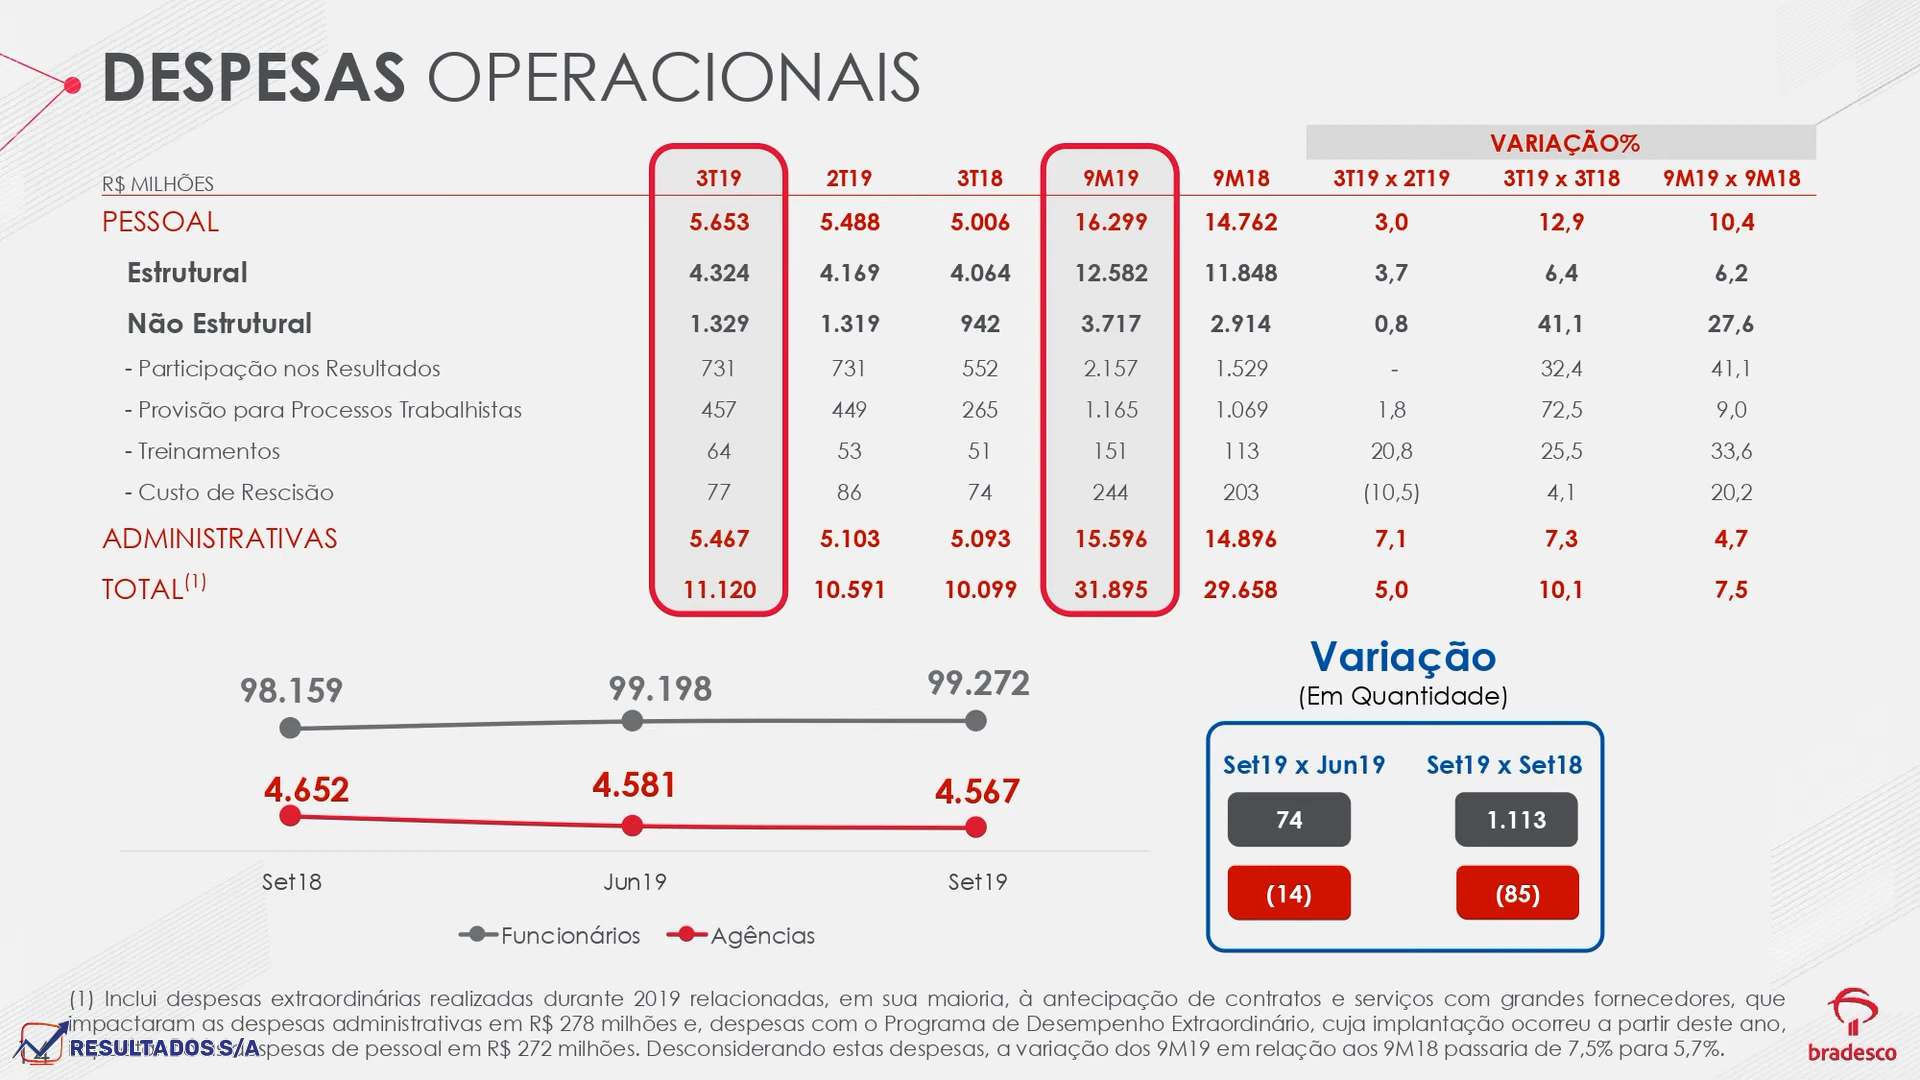 DESPESAS OPERACIONAIS
VARIAÇÃO%
R$ MILHÕES 3T19 2T19 3T18 9M19 9M18 3T19 x 2T19 3T19 x 3T18 9M19 x 9M18
PESSOAL 5.653 5.488 5.006 16.299 14.762 3,0 12,9 10,4
Estrutural 4.324 4.169 4.064 12.582 11.848 3,7 6,4 6,2
Não Estrutural 1.329 1.319 942 3.717 2.914 0,8 41,1 27,6
- Participação nos Resultados 731 731 552 2.157 1.529 - 32,4 41,1
- Provisão para Processos Trabalhistas 457 449 265 1.165 1.069 1,8 72,5 9,0
- Treinamentos 64 53 51 151 113 20,8 25,5 33,6
- Custo de Rescisão 77 86 74 244 203 (10,5) 4,1 20,2
ADMINISTRATIVAS 5.467 5.103 5.093 15.596 14.896 7,1 7,3 4,7
TOTAL(1) 11.120 10.591 10.099 31.895 29.658 5,0 10,1 7,5
98.159 99.198 99.272
4.652 4.581 4.567
Set18 Jun19 Set19
Funcionários Agências
Variação
(Em Quantidade)
Set19 x Jun19 Set19 x Set18
74 1.113
(14) (85)
(1) Inclui despesas extraordinárias realizadas durante 2019 relacionadas, em sua maioria, à antecipação de contratos e serviços com grandes fornecedores, que
impactaram as despesas administrativas em R$ 278 milhões e, despesas com o Programa de Desempenho Extraordinário, cuja implantação ocorreu a partir deste ano,
despesas de pessoal em R$ 272 milhões. Desconsiderando estas despesas, a variação dos 9M19 em relação aos 9M18 passaria de 7,5% para 5,7%.
RESULTADOS S/A
bradesco